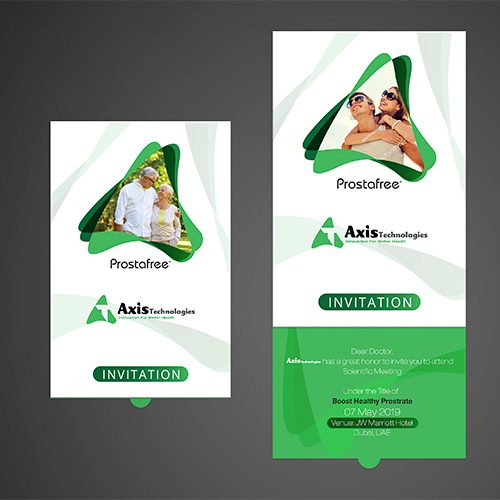 Prostafree®
Axis Technologies
Innovation For Better Health
INVITATION
Prostafree®
Axis Technologies
Innovation For Better Health
INVITATION
Dear Doctor,
Axis Technologies has a great honor to invite you to attend
Scientific Meeting
Under the Title of :
Boost Healthy Prostrate
07 May 2019
Venue: JW Marriott Hotel
Dubai, UAE